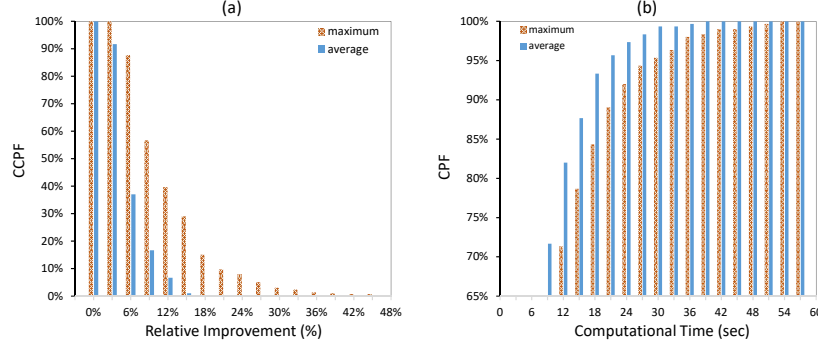 (a)
maximum
average
100%
90%
80%
70%
60%
50%
40%
30%
20%
10%
0%
CCPF
0% 6% 12% 18% 24% 30% 36% 42% 48%
Relative Improvement (%)
(b)
maximum
average
100%
95%
90%
85%
80%
75%
70%
65%
CPF
0 6 12 18 24 30 36 42 48 54 60
Computational Time (sec)